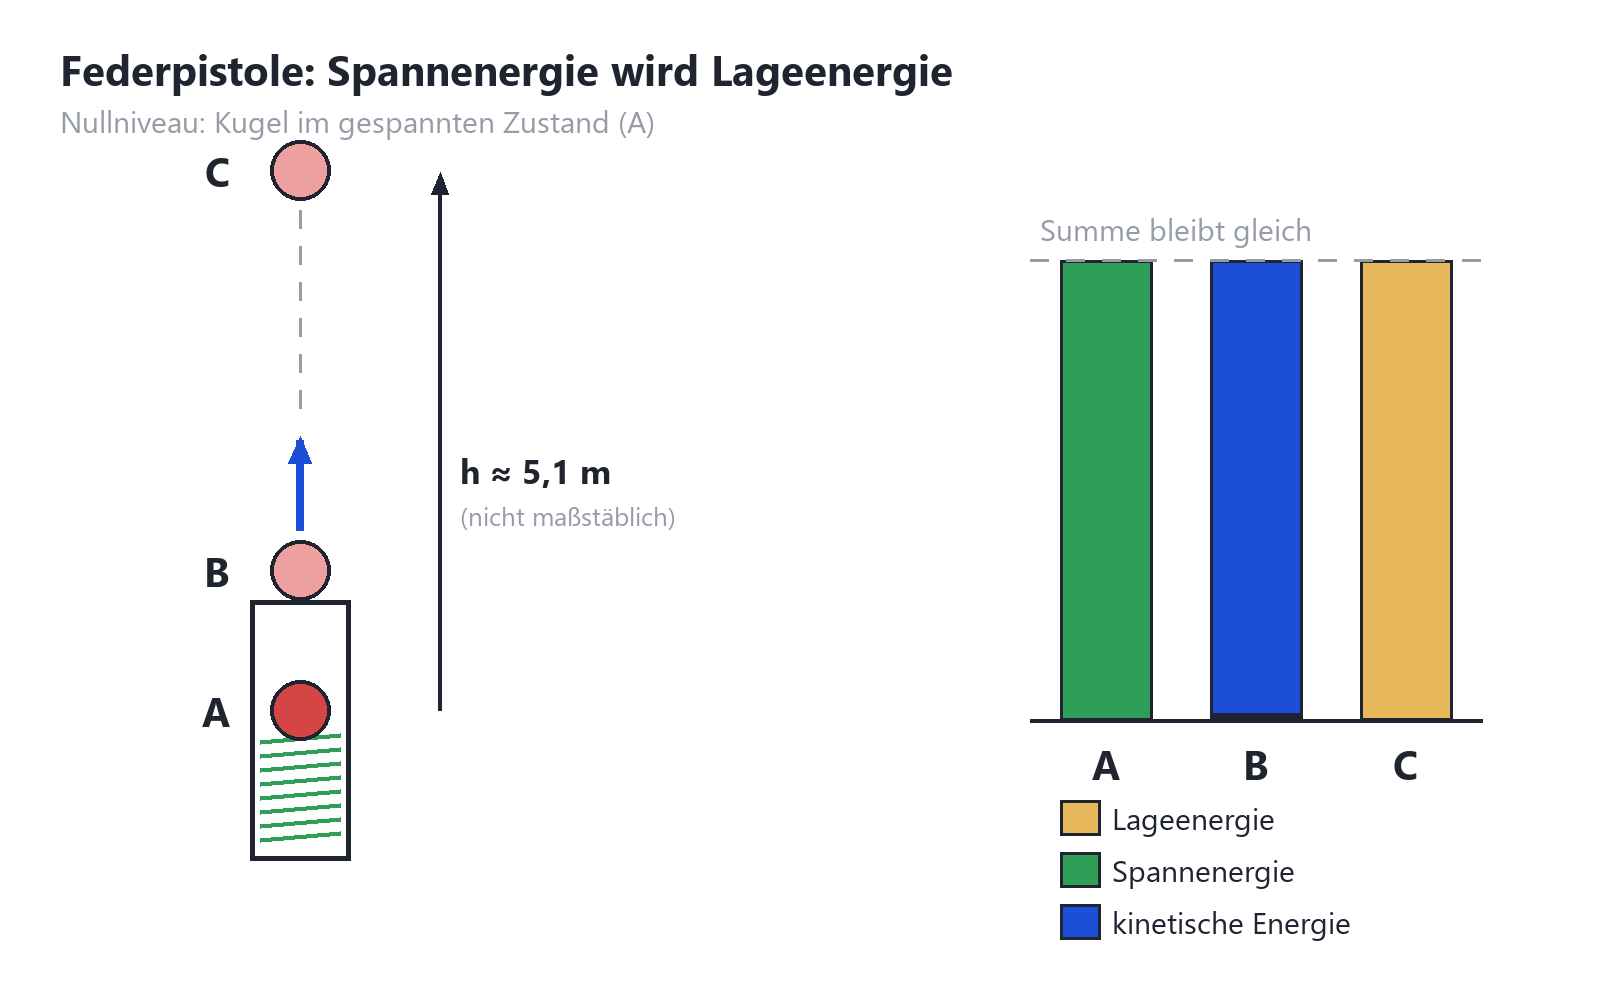 Federpistole: Spannenergie wird Lageenergie
Nullniveau: Kugel im gespannten Zustand (A)
C
B
A
h ≈ 5,1 m
(nicht maßstäblich)
Summe bleibt gleich
A B C
Lageenergie
Spannenergie
kinetische Energie